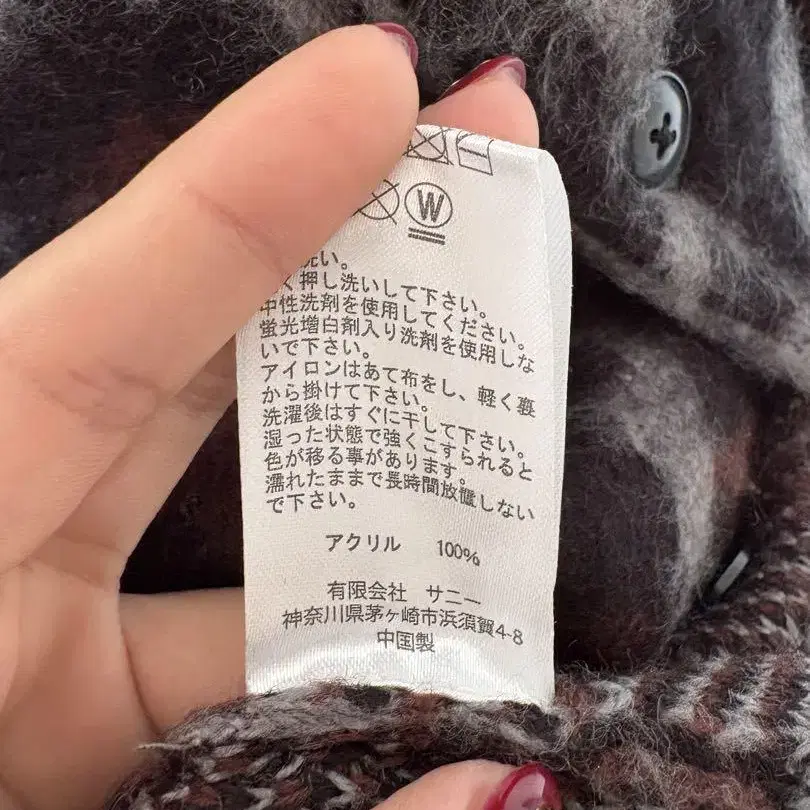 W
洗い。
く押し洗いして下さい。
中性洗剤を使用してください。
蛍光増白剤入り洗剤を使用しな
いで下さい。
アイロンはあて布をし、軽く裏
から掛けて下さい。
洗濯後はすぐに干して下さい。
湿った状態で強くこすられると
色が移る事があります。
濡れたままで長時間放置しない
で下さい。
アクリル 100%
有限会社 サニー
神奈川県茅ヶ崎市浜須賀4-8
中国製